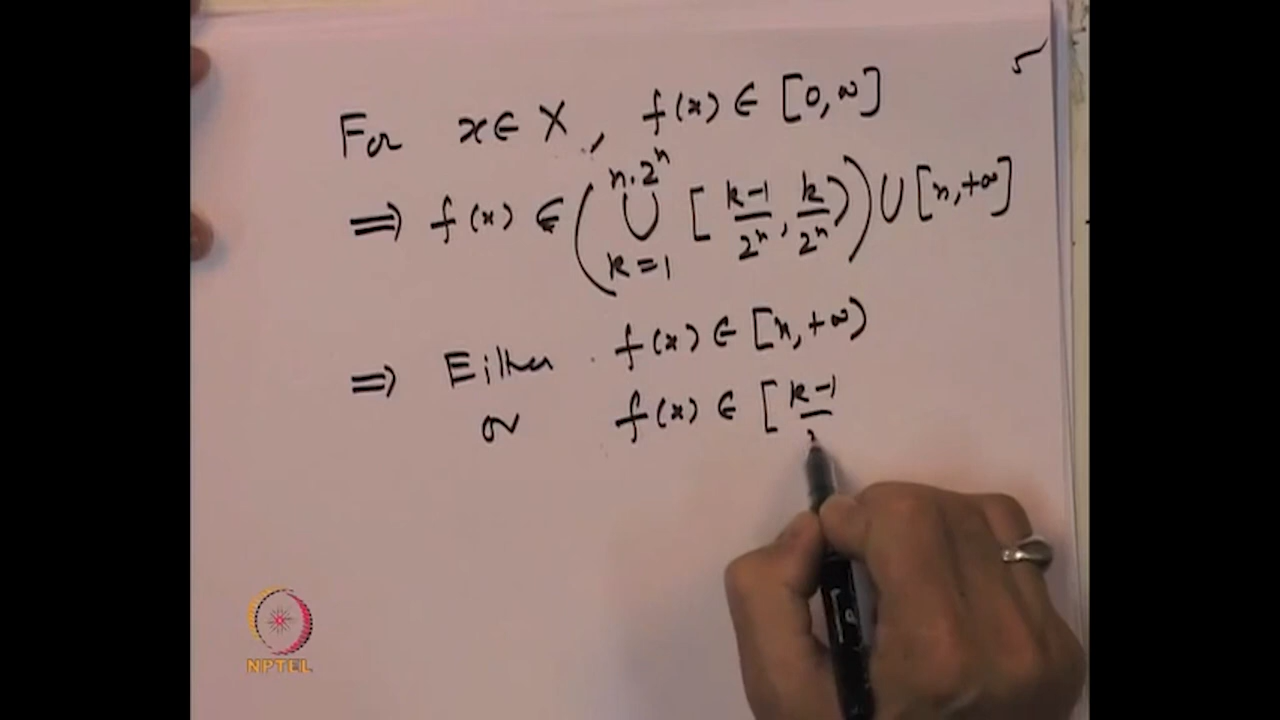 5
For x ∈ X, f(x) ∈ [0, ∞]
⟹ f(x) ∈ ( ⋃_{k=1}^{n·2^n} [ (k-1)/2^n , k/2^n ) ) ∪ [n, +∞]
⟹ Either f(x) ∈ [n, +∞)
or f(x) ∈ [ k-1
NPTEL